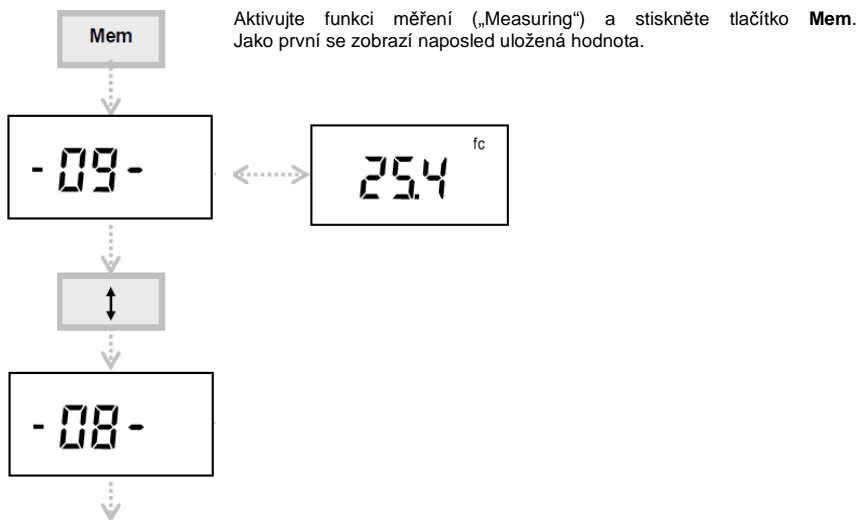 Mem
Aktivujte funkci měření („Measuring“) a stiskněte tlačítko Mem.
Jako první se zobrazí naposled uložená hodnota.
- 09 -
25.4 fc
- 08 -